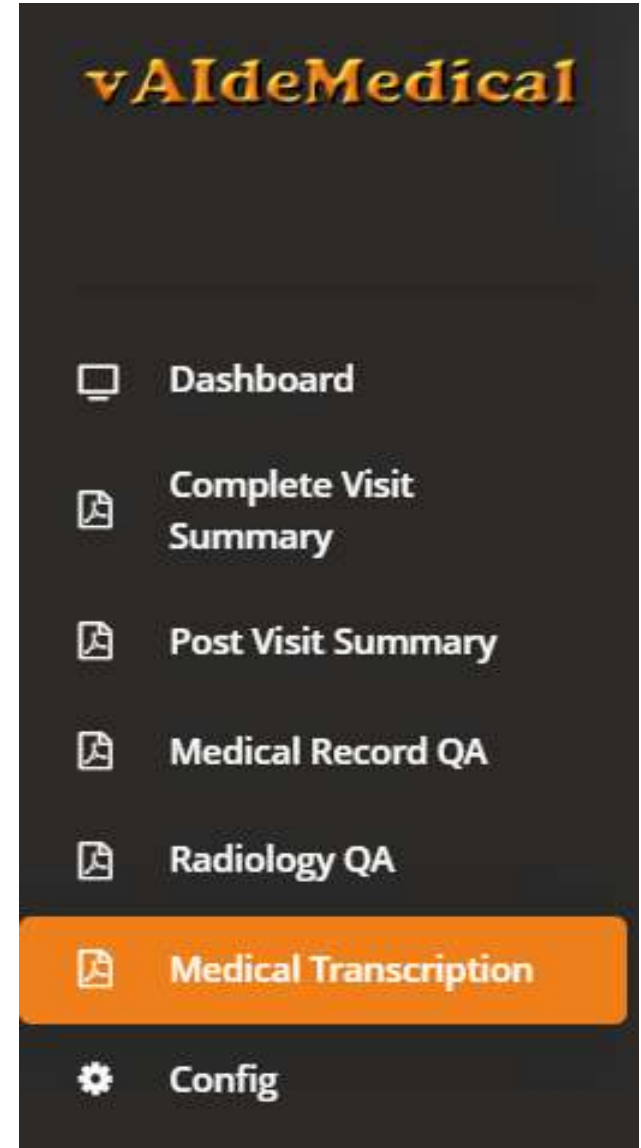 vAIdeMedical
Dashboard
Complete Visit
Summary
Post Visit Summary
Medical Record QA
Radiology QA
Medical Transcription
Config